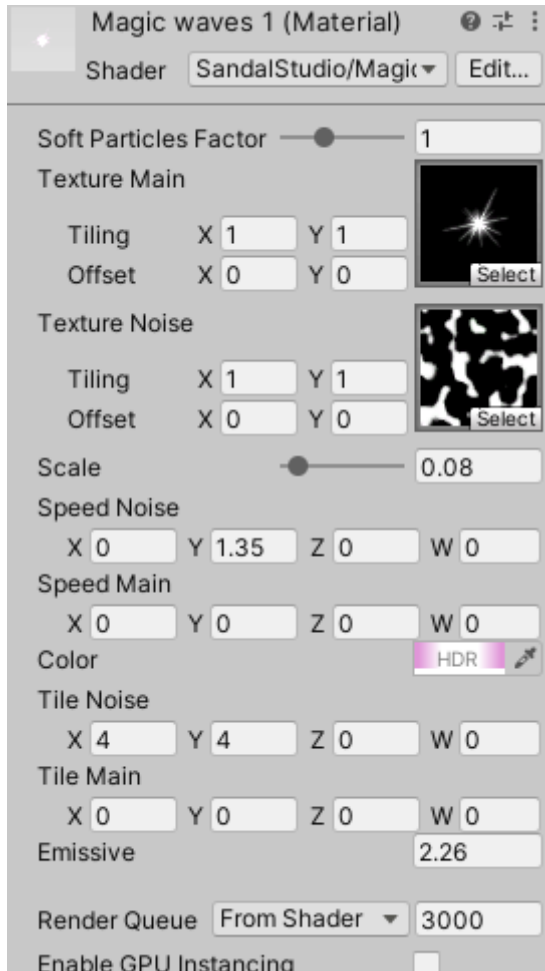 Magic waves 1 (Material)
Shader SandalStudio/Magic Edit...
Soft Particles Factor 1
Texture Main
Tiling X 1 Y 1
Offset X 0 Y 0
Select
Texture Noise
Tiling X 1 Y 1
Offset X 0 Y 0
Select
Scale 0.08
Speed Noise
X 0 Y 1.35 Z 0 W 0
Speed Main
X 0 Y 0 Z 0 W 0
Color HDR
Tile Noise
X 4 Y 4 Z 0 W 0
Tile Main
X 0 Y 0 Z 0 W 0
Emissive 2.26
Render Queue From Shader 3000
Enable GPU Instancing